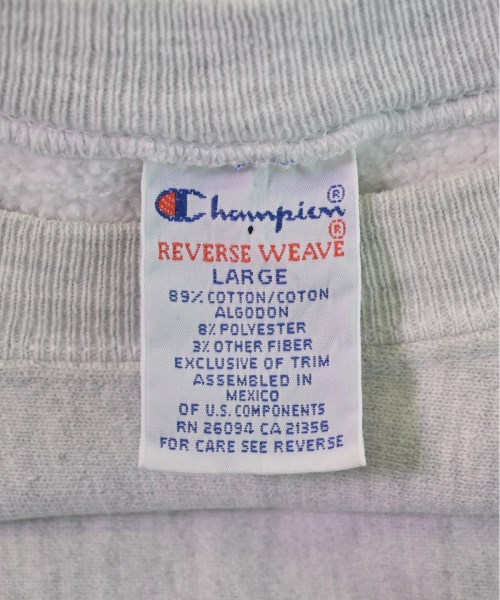 Champion®
REVERSE WEAVE®
LARGE
89% COTTON/COTON
ALGODON
8% POLYESTER
3% OTHER FIBER
EXCLUSIVE OF TRIM
ASSEMBLED IN
MEXICO
OF U.S. COMPONENTS
RN 26094 CA 21356
FOR CARE SEE REVERSE